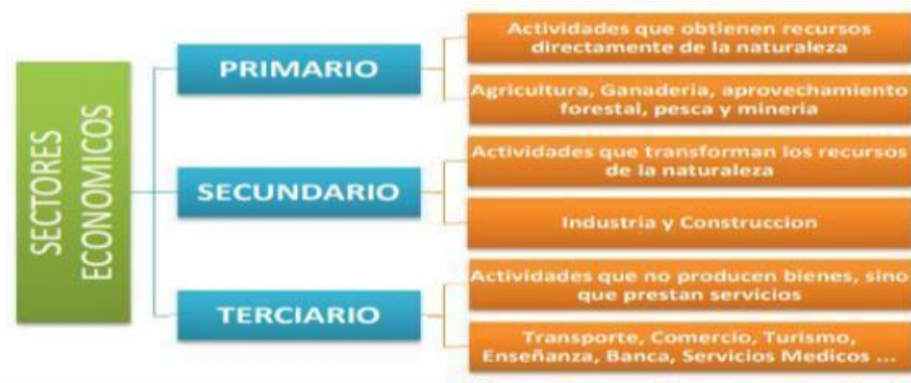 SECTORES
ECONOMICOS
PRIMARIO
Actividades que obtienen recursos
directamente de la naturaleza
Agricultura, Ganaderia, aprovechamiento
forestal, pesca y mineria
SECUNDARIO
Actividades que transforman los recursos
de la naturaleza
Industria y Construccion
TERCIARIO
Actividades que no producen bienes, sino
que prestan servicios
Transporte, Comercio, Turismo,
Enseñanza, Banca, Servicios Medicos ...